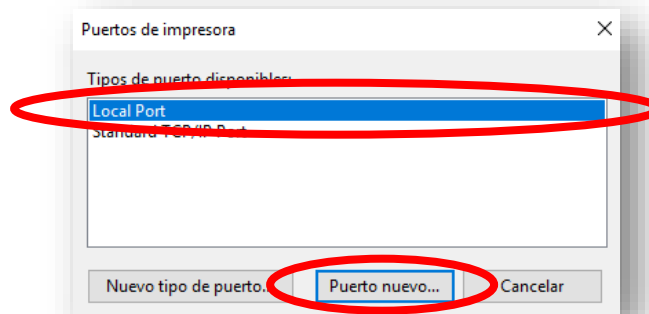 Puertos de impresora
Tipos de puerto disponibles:
Local Port
Standard TCP/IP Port
Nuevo tipo de puerto... Puerto nuevo... Cancelar